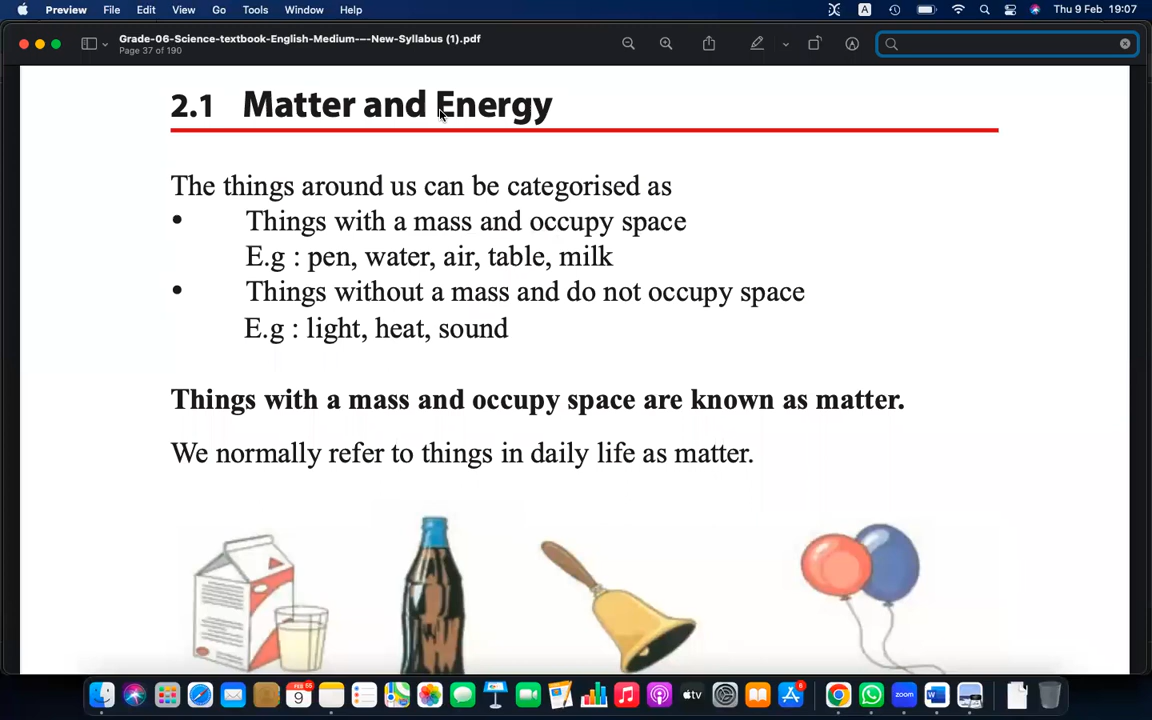 Preview File Edit View Go Tools Window Help A Thu 9 Feb 19:07
Grade-06-Science-textbook-English-Medium-–-New-Syllabus (1).pdf
Page 37 of 190
2.1 Matter and Energy
The things around us can be categorised as
• Things with a mass and occupy space
E.g : pen, water, air, table, milk
• Things without a mass and do not occupy space
E.g : light, heat, sound
Things with a mass and occupy space are known as matter.
We normally refer to things in daily life as matter.
FEB
9
tv
zoom
W